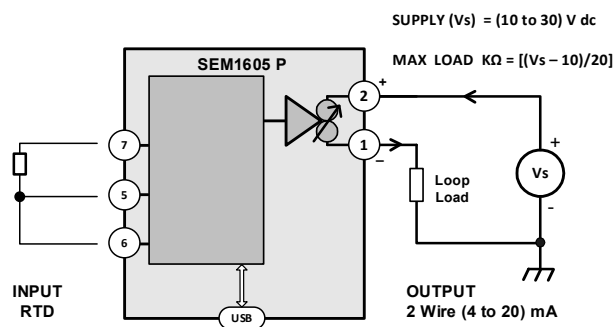 SUPPLY (Vs) = (10 to 30) V dc
MAX LOAD KΩ = [(Vs – 10)/20]
SEM1605 P
2
+
1
–
7
5
6
Loop
Load
+
Vs
-
INPUT
RTD
USB
OUTPUT
2 Wire (4 to 20) mA